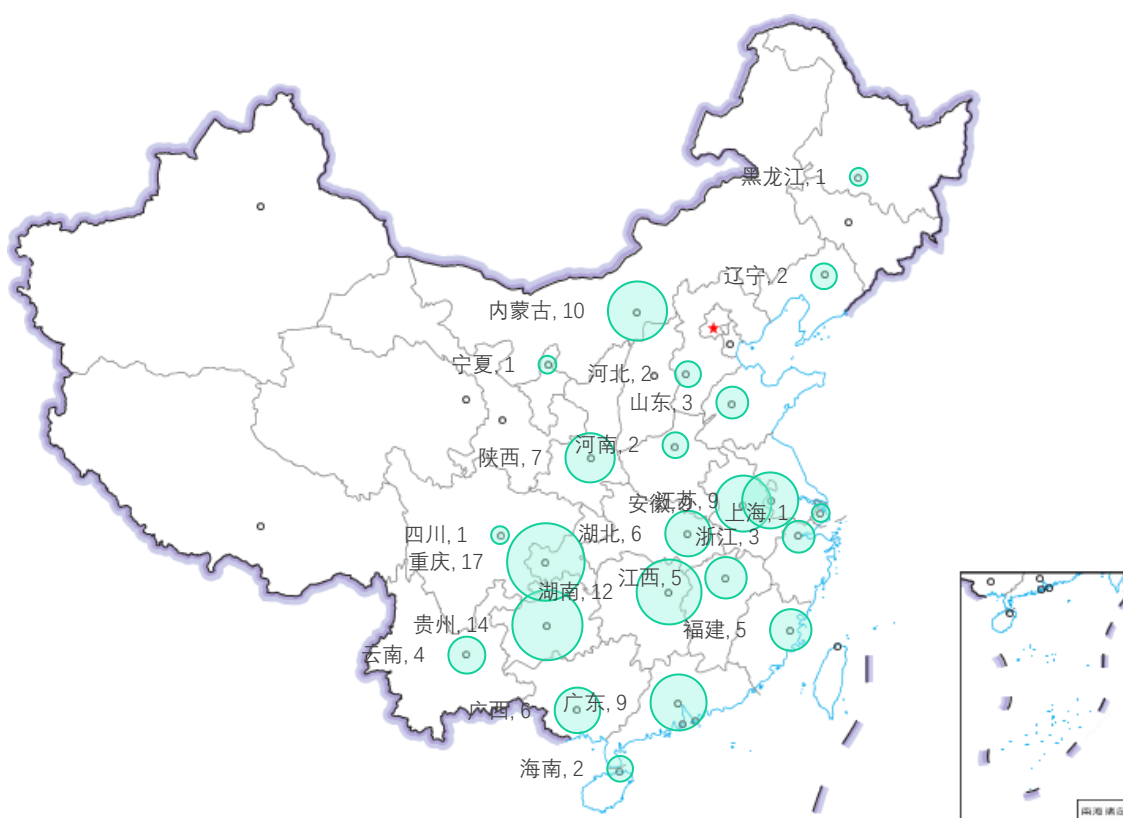 黑龙江, 1
辽宁, 2
内蒙古, 10
宁夏, 1
河北, 2
山东, 3
河南, 2
陕西, 7
江苏, 9
上海, 1
四川, 1
湖北, 6
浙江, 3
重庆, 17
江西, 5
湖南, 12
贵州, 14
福建, 5
云南, 4
广西, 6
广东, 9
海南, 2
安徽